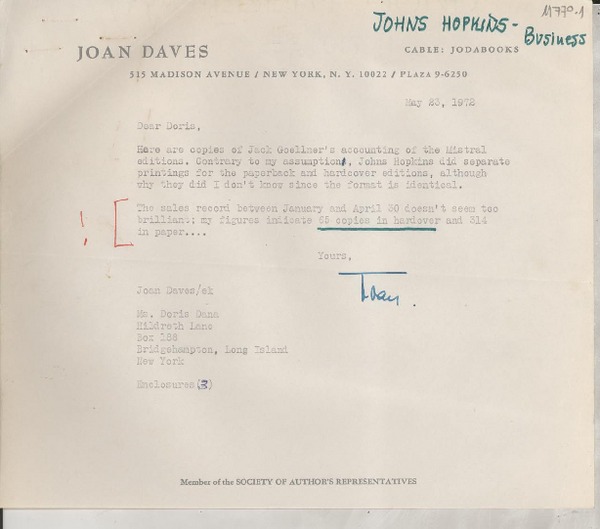 11770.1
JOHNS HOPKINS-
Business
JOAN DAVES
CABLE: JODABOOKS
515 MADISON AVENUE / NEW YORK, N. Y. 10022 / PLAZA 9-6250
May 23, 1972
Dear Doris,
Here are copies of Jack Goellner's accounting of the Mistral
editions. Contrary to my assumption, Johns Hopkins did separate
printings for the paperback and hardcover editions, although
why they did I don't know since the format is identical.
The sales record between January and April 30 doesn't seem too
brilliant; my figures indicate 65 copies in hardover and 314
in paper....
!
Yours,
Joan
Joan Daves/ek
Ms. Doris Dana
Hildreth Lane
Box 188
Bridgehampton, Long Island
New York
Enclosures(3)
Member of the SOCIETY OF AUTHOR'S REPRESENTATIVES